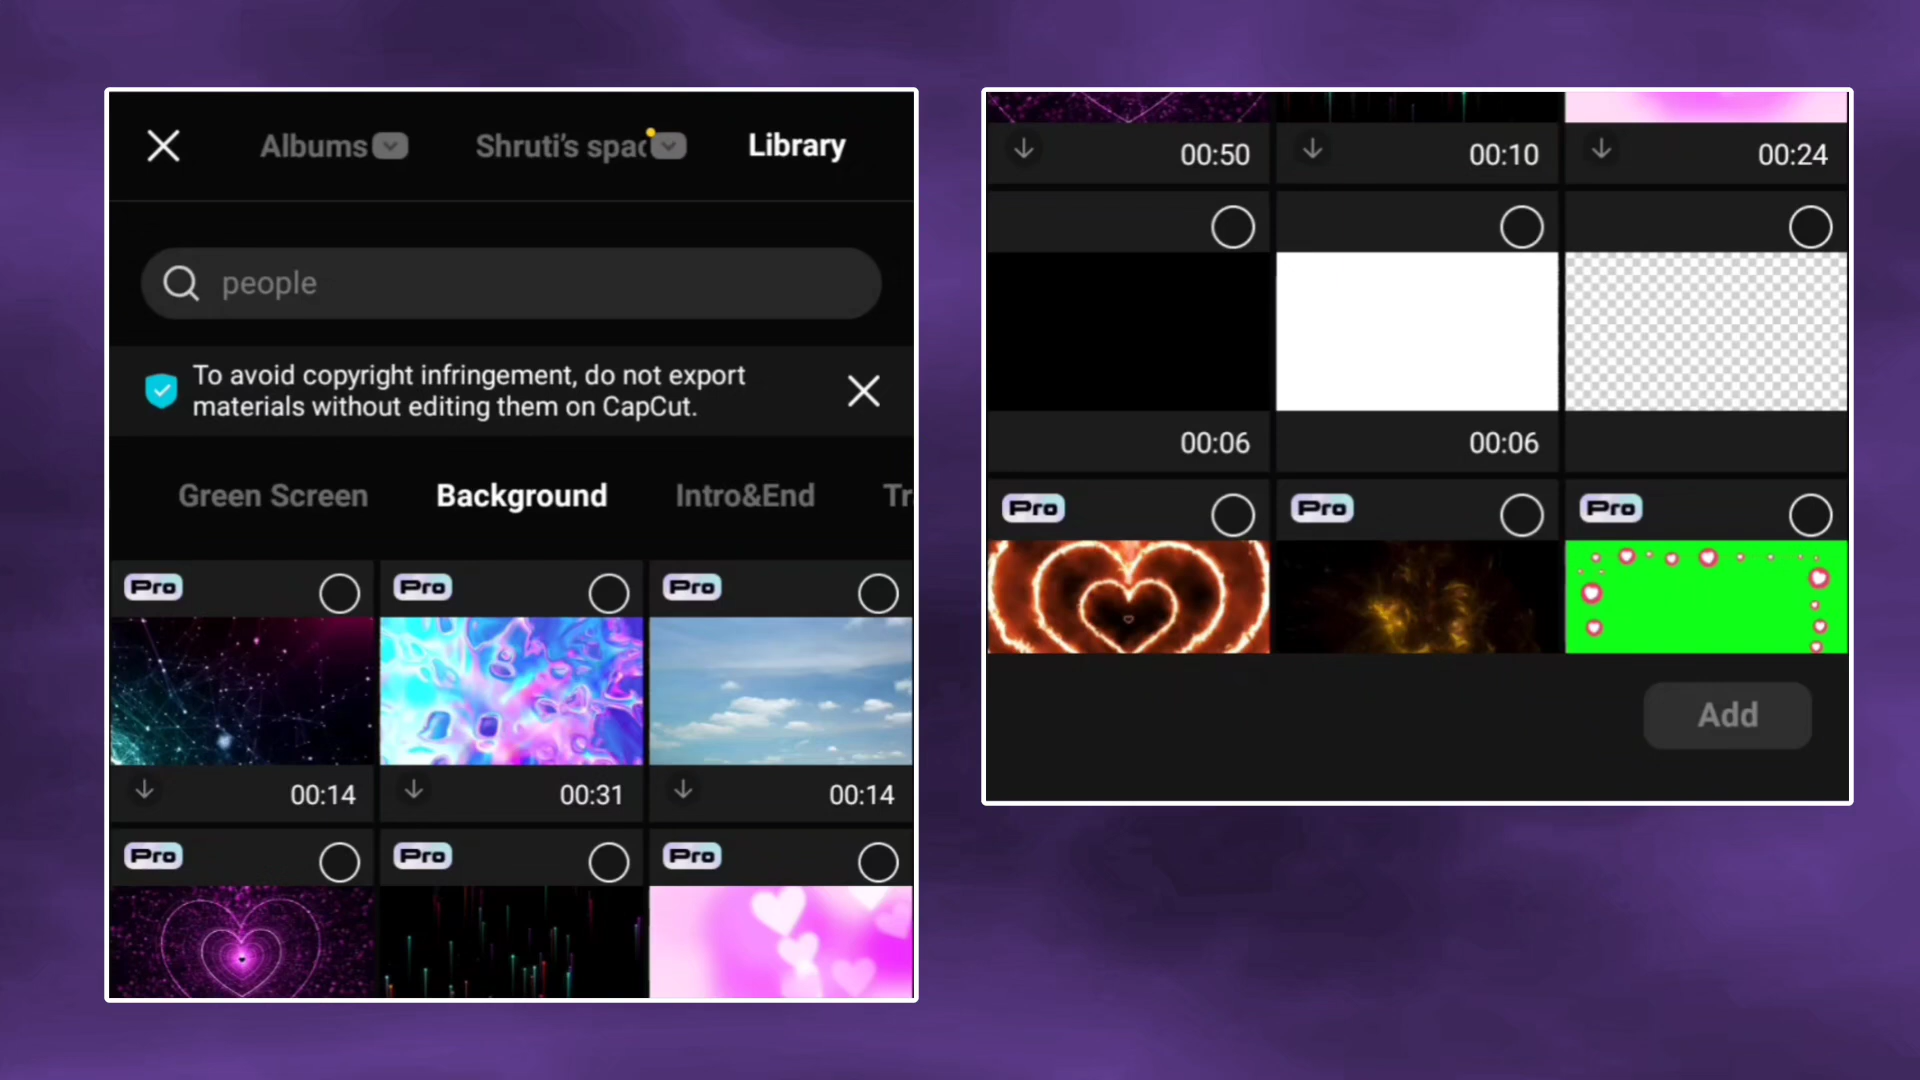 Albums
Shruti's spac
Library
people
To avoid copyright infringement, do not export
materials without editing them on CapCut.
Green Screen
Background
Intro&End
Tr
Pro
Pro
Pro
00:14
00:31
00:14
Pro
Pro
Pro
00:50
00:10
00:24
00:06
00:06
Pro
Pro
Pro
Add